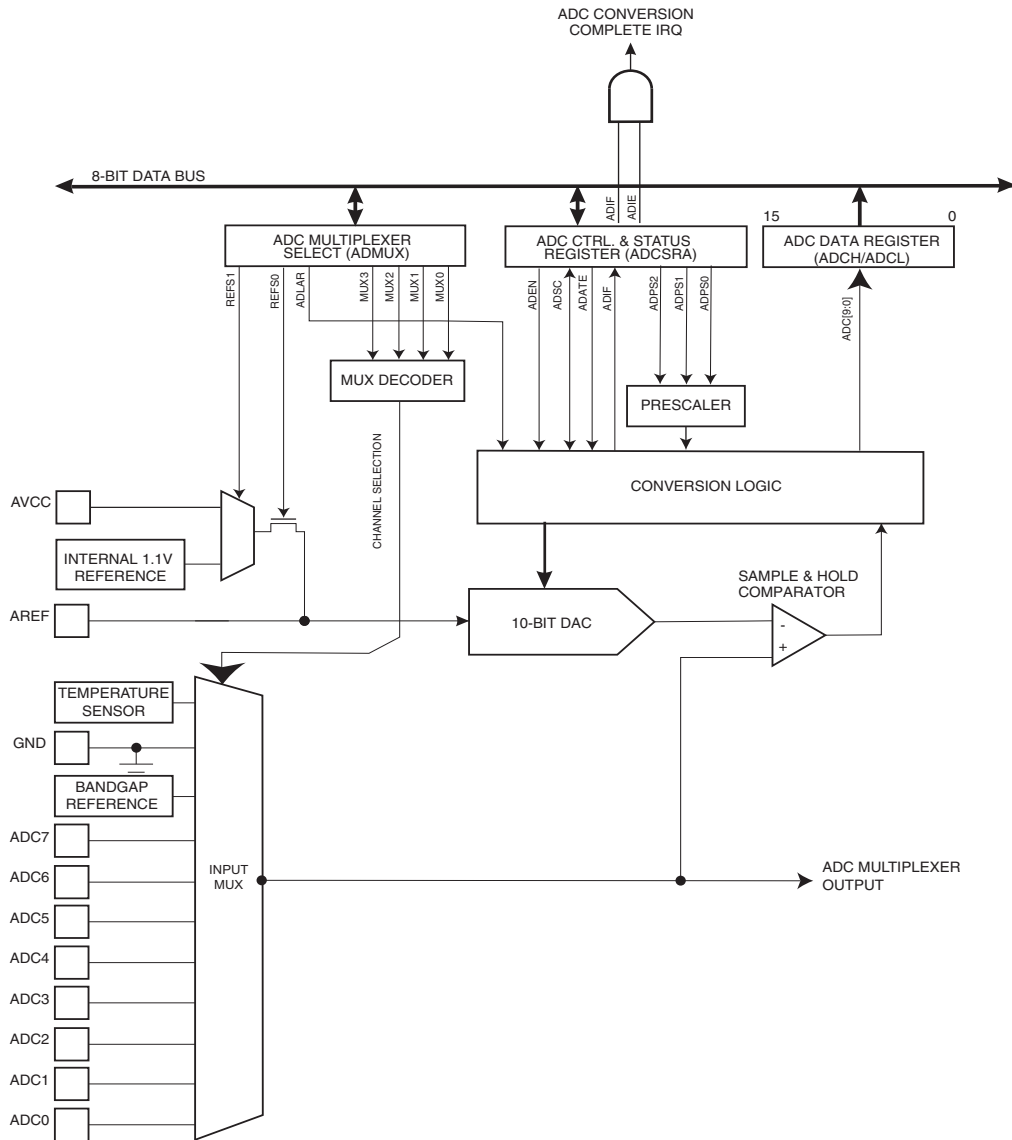 ADC CONVERSION
COMPLETE IRQ
8-BIT DATA BUS
ADIF
ADIE
15
0
ADC MULTIPLEXER
SELECT (ADMUX)
ADC CTRL. & STATUS
REGISTER (ADCSRA)
ADC DATA REGISTER
(ADCH/ADCL)
REFS1
REFS0
ADLAR
MUX3
MUX2
MUX1
MUX0
ADEN
ADSC
ADATE
ADIF
ADPS2
ADPS1
ADPS0
ADC[9:0]
MUX DECODER
PRESCALER
CHANNEL SELECTION
CONVERSION LOGIC
AVCC
INTERNAL 1.1V
REFERENCE
SAMPLE & HOLD
COMPARATOR
AREF
10-BIT DAC
-
+
TEMPERATURE
SENSOR
GND
BANDGAP
REFERENCE
ADC7
ADC6
ADC5
ADC4
ADC3
ADC2
ADC1
ADC0
INPUT
MUX
ADC MULTIPLEXER
OUTPUT